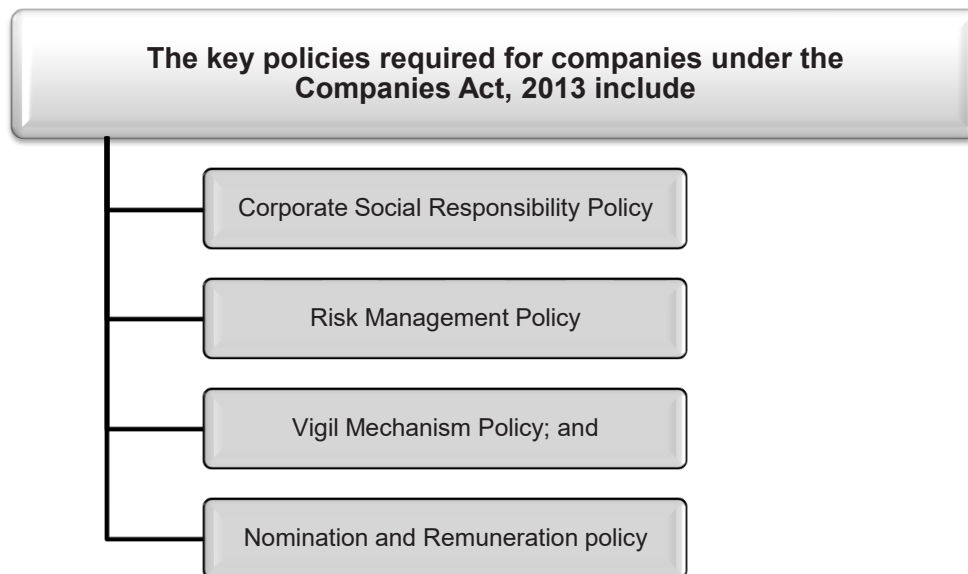 The key policies required for companies under the
Companies Act, 2013 include
Corporate Social Responsibility Policy
Risk Management Policy
Vigil Mechanism Policy; and
Nomination and Remuneration policy